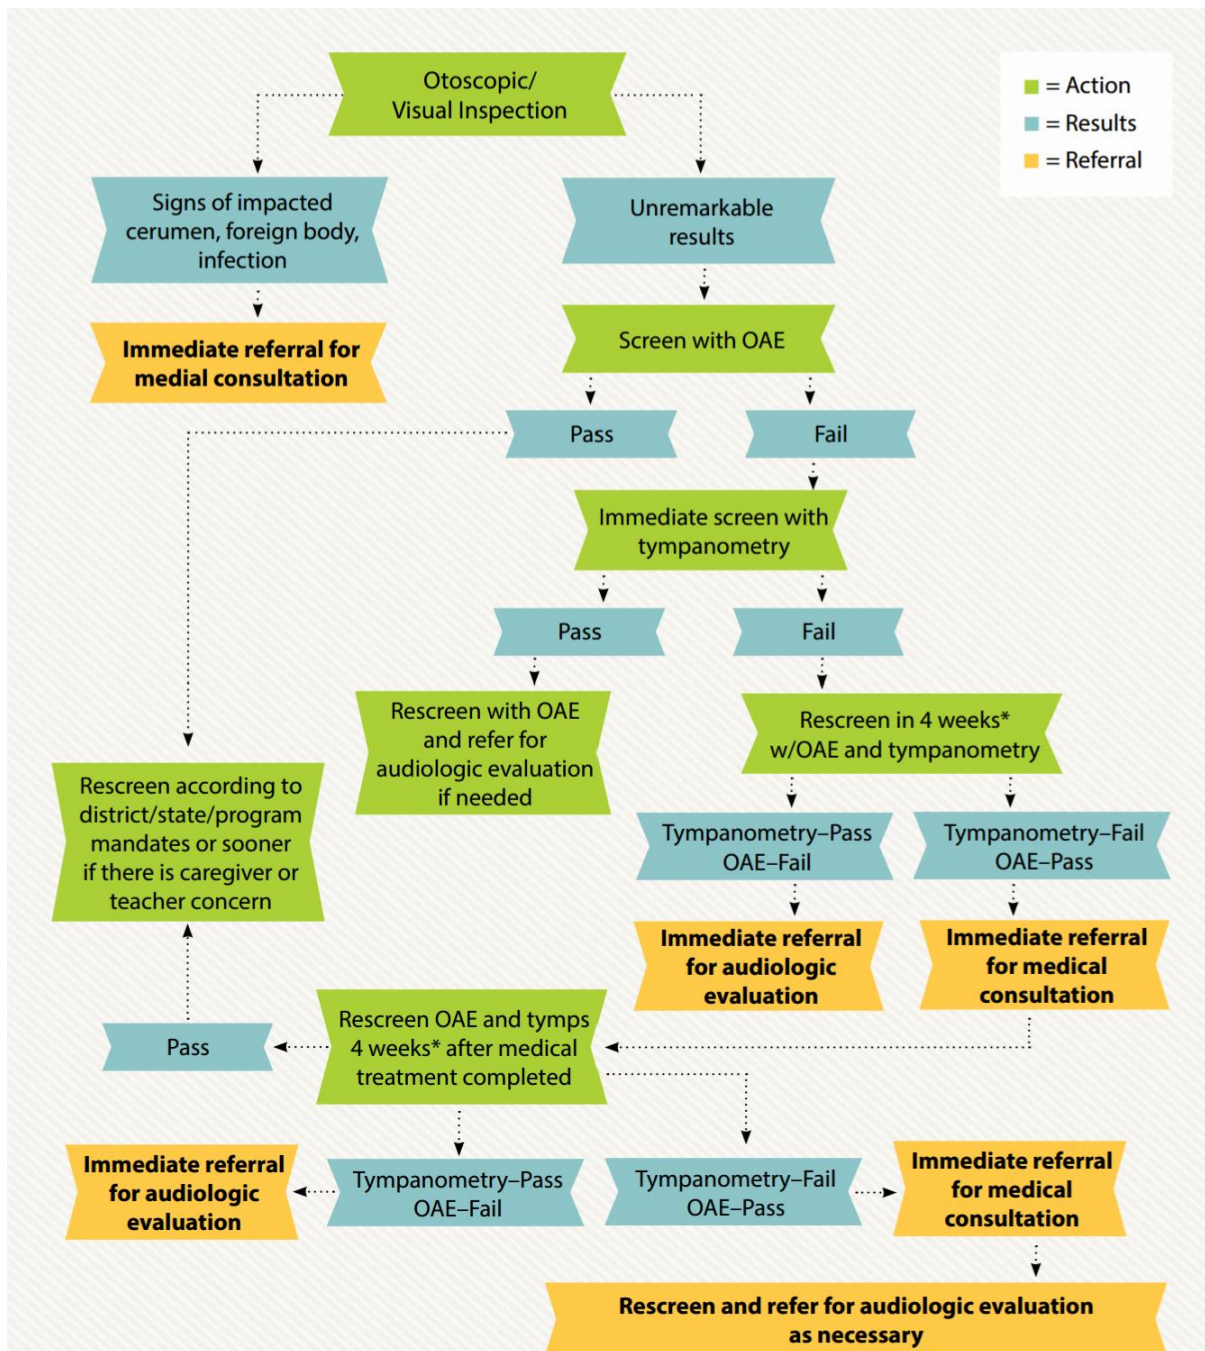 Otoscopic/
Visual Inspection
= Action
= Results
= Referral
Signs of impacted
cerumen, foreign body,
infection
Unremarkable
results
Immediate referral for
medial consultation
Screen with OAE
Pass
Fail
Immediate screen with
tympanometry
Pass
Fail
Rescreen with OAE
and refer for
audiologic evaluation
if needed
Rescreen in 4 weeks*
w/OAE and tympanometry
Rescreen according to
district/state/program
mandates or sooner
if there is caregiver or
teacher concern
Tympanometry–Pass
OAE–Fail
Tympanometry–Fail
OAE–Pass
Immediate referral
for audiologic
evaluation
Immediate referral
for medical
consultation
Pass
Rescreen OAE and tymps
4 weeks* after medical
treatment completed
Immediate referral
for audiologic
evaluation
Tympanometry–Pass
OAE–Fail
Tympanometry–Fail
OAE–Pass
Immediate referral
for medical
consultation
Rescreen and refer for audiologic evaluation
as necessary